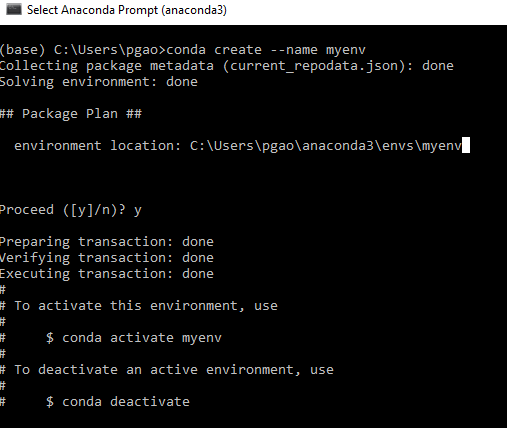 Select Anaconda Prompt (anaconda3)
(base) C:\Users\pgao>conda create --name myenv
Collecting package metadata (current_repodata.json): done
Solving environment: done
## Package Plan ##
environment location: C:\Users\pgao\anaconda3\envs\myenv
Proceed ([y]/n)? y
Preparing transaction: done
Verifying transaction: done
Executing transaction: done
#
# To activate this environment, use
#
#     $ conda activate myenv
#
# To deactivate an active environment, use
#
#     $ conda deactivate